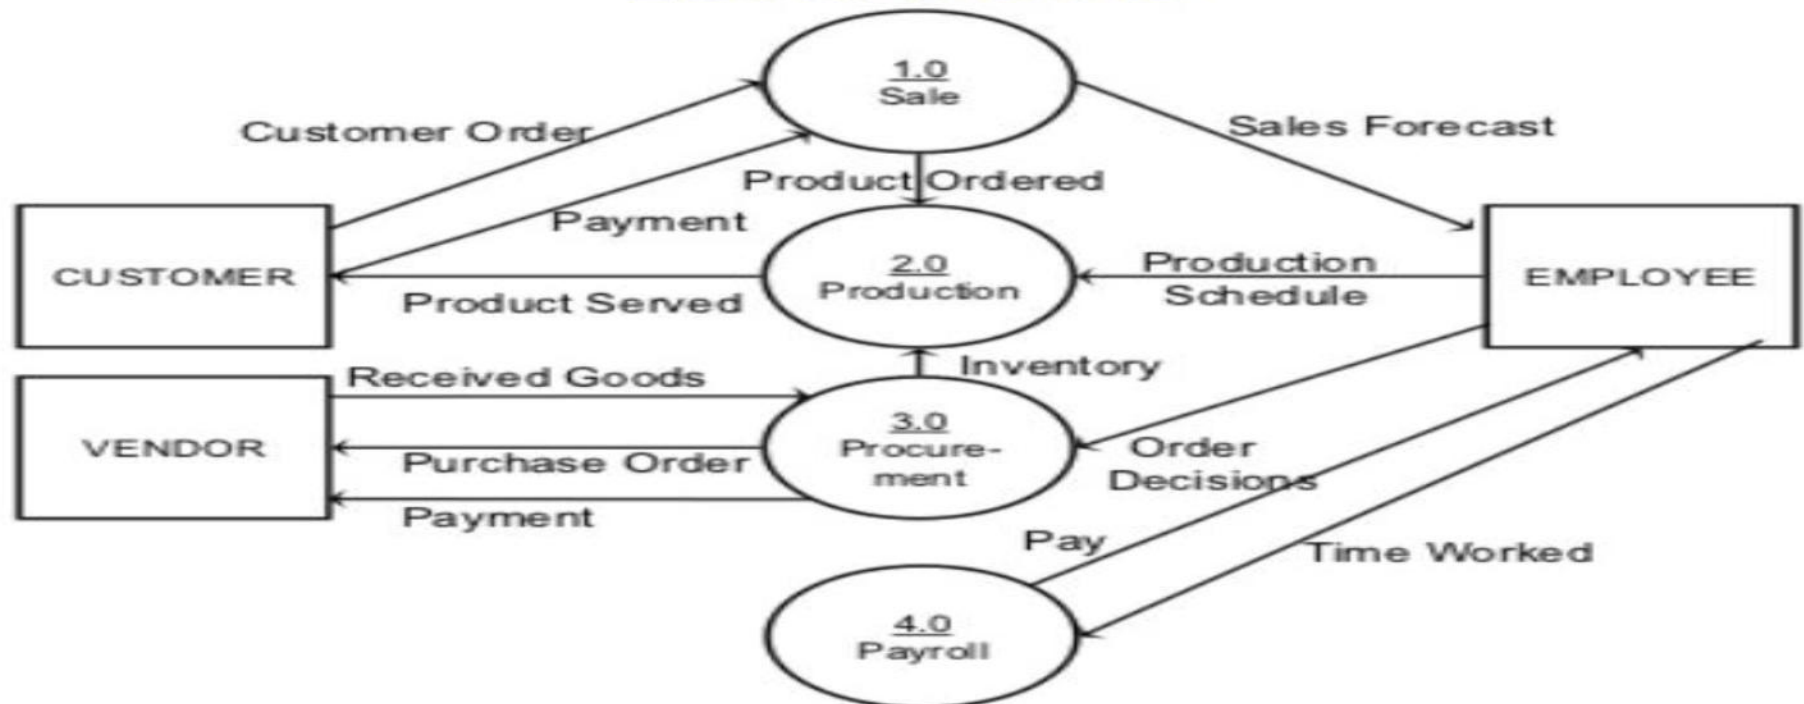 1.0
Sale
Customer Order
Sales Forecast
Product Ordered
Payment
CUSTOMER
2.0
Production
Production
Schedule
EMPLOYEE
Product Served
Inventory
Received Goods
VENDOR
3.0
Procure-
ment
Purchase Order
Order
Decisions
Payment
Pay
Time Worked
4.0
Payroll